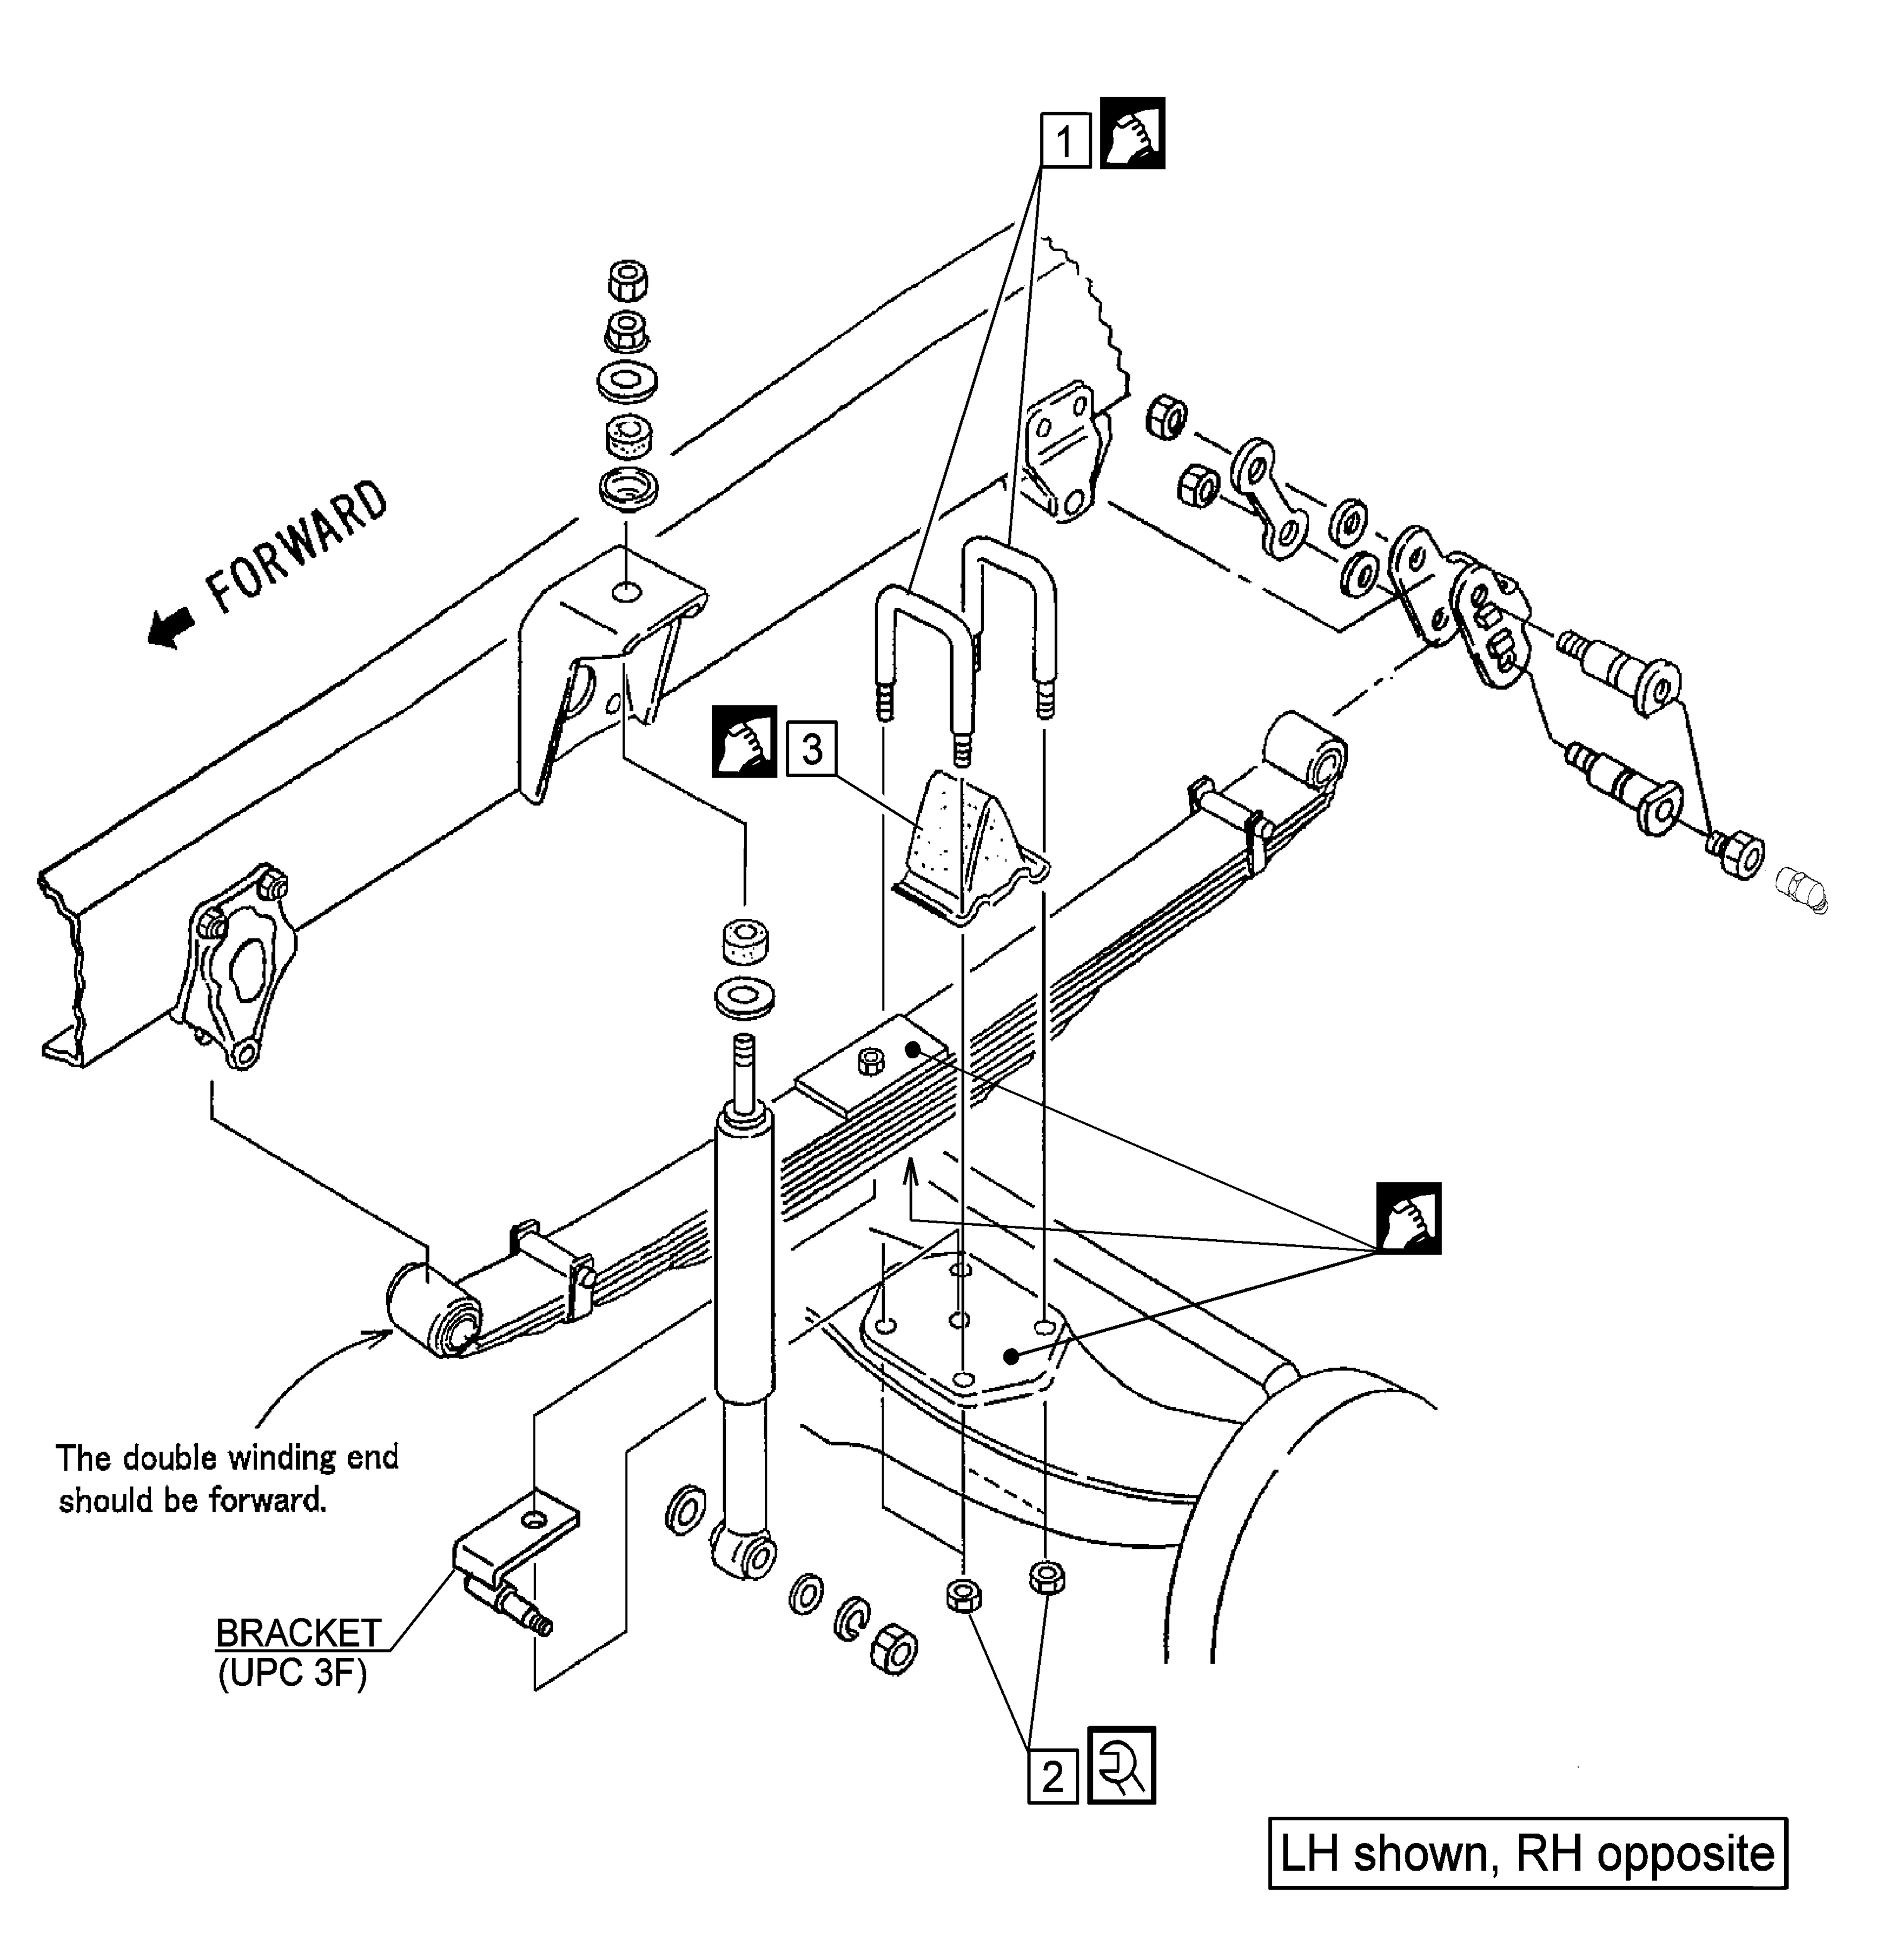 1
FORWARD
3
The double winding end
should be forward.
BRACKET
(UPC 3F)
2
LH shown, RH opposite